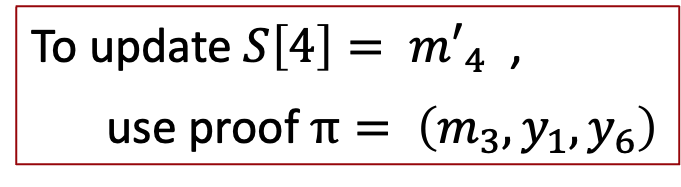 To update S[4] = m'₄ ,
use proof π = (m₃, y₁, y₆)